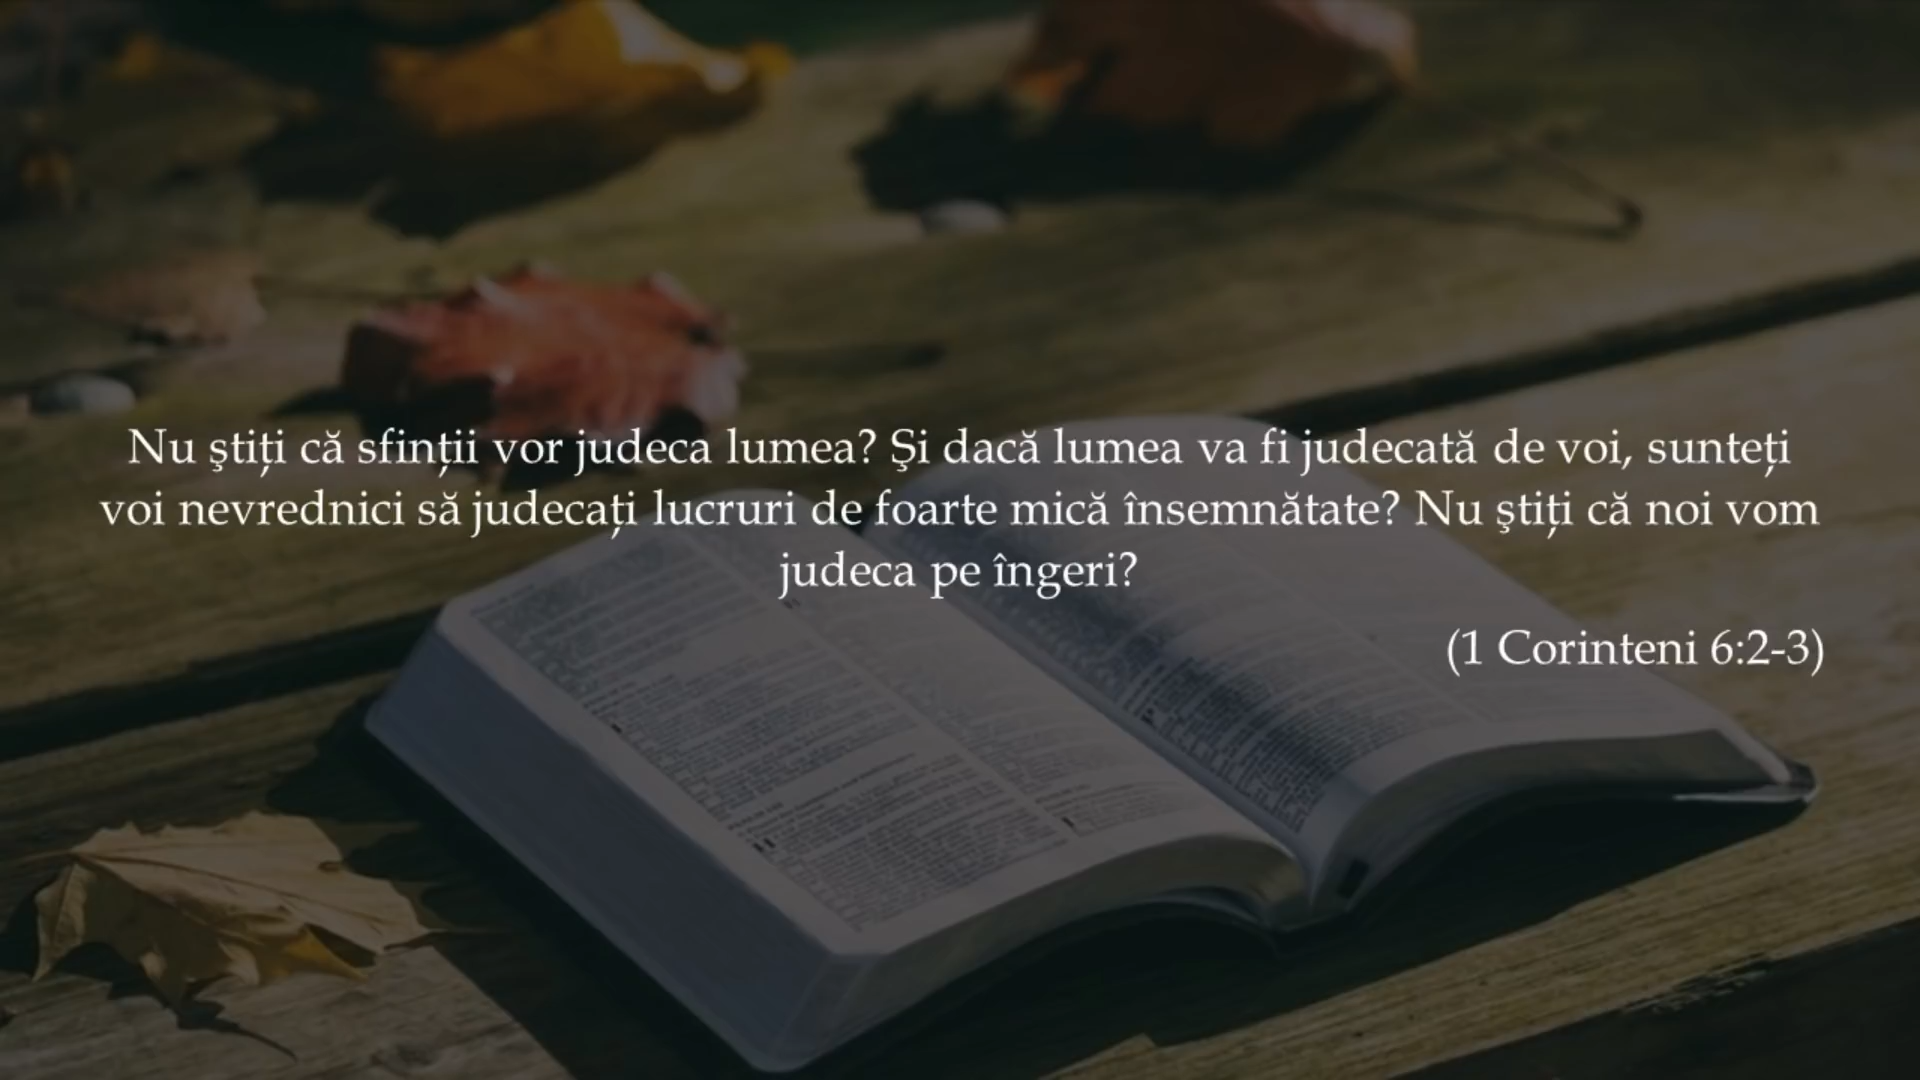 Nu ştiţi că sfinţii vor judeca lumea? Şi dacă lumea va fi judecată de voi, sunteţi
voi nevrednici să judecaţi lucruri de foarte mică însemnătate? Nu ştiţi că noi vom
judeca pe îngeri?
(1 Corinteni 6:2-3)